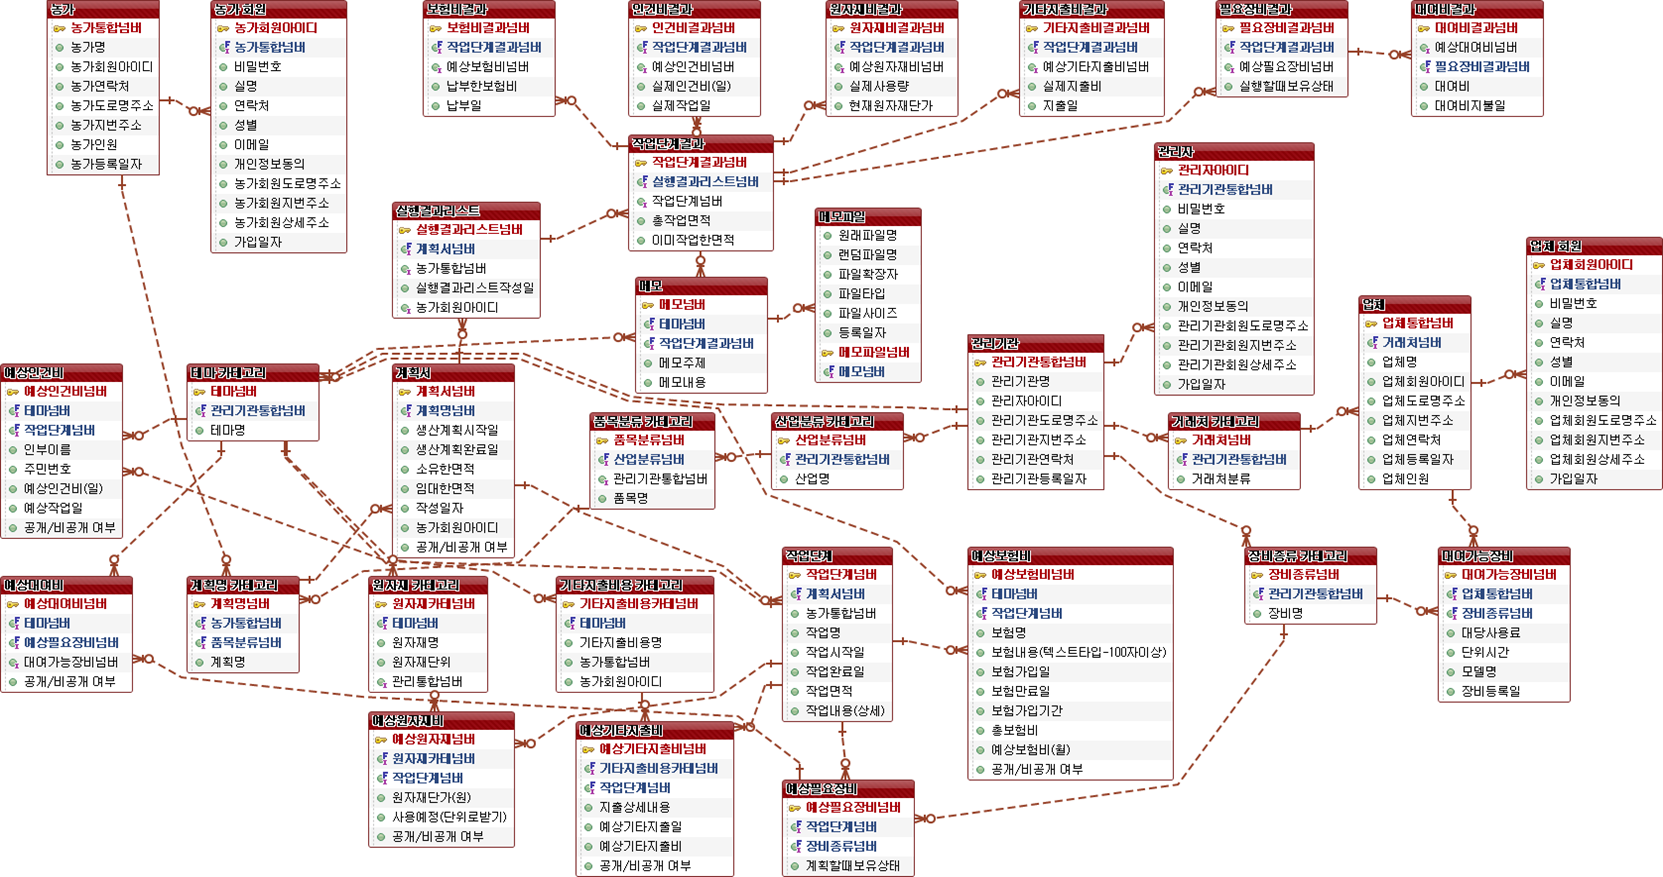 농가
농가통합넘버
농가명
농가회원아이디
농가연락처
농가도로명주소
농가지번주소
농가인원
농가등록일자
농가 회원
농가회원아이디
농가통합넘버
비밀번호
실명
연락처
성별
이메일
개인정보동의
농가회원도로명주소
농가회원지번주소
농가회원상세주소
가입일자
보험비결과
보험비결과넘버
작업단계결과넘버
예상보험비넘버
납부한보험비
납부일
인건비결과
인건비결과넘버
작업단계결과넘버
예상인건비넘버
실제인건비(일)
실제작업일
원자재비결과
원자재비결과넘버
작업단계결과넘버
예상원자재비넘버
실제사용량
현재원자재단가
기타지출비결과
기타지출비결과넘버
작업단계결과넘버
예상기타지출비넘버
실제지출비
지출일
필요장비결과
필요장비결과넘버
작업단계결과넘버
예상필요장비넘버
실행할때보유상태
대여비결과
대여비결과넘버
예상대여비넘버
필요장비결과넘버
대여비
대여비지불일
작업단계결과
작업단계결과넘버
실행결과리스트넘버
작업단계넘버
총작업면적
이미작업한면적
관리자
관리자아이디
관리기관통합넘버
비밀번호
실명
연락처
성별
이메일
개인정보동의
관리기관회원도로명주소
관리기관회원지번주소
관리기관회원상세주소
가입일자
실행결과리스트
실행결과리스트넘버
계획서넘버
농가통합넘버
실행결과리스트작성일
농가회원아이디
메모파일
원래파일명
랜덤파일명
파일확장자
파일타입
파일사이즈
등록일자
메모파일넘버
메모넘버
메모
메모넘버
테마넘버
작업단계결과넘버
메모주제
메모내용
업체 회원
업체회원아이디
업체통합넘버
비밀번호
실명
연락처
성별
이메일
개인정보동의
업체회원도로명주소
업체회원지번주소
업체회원상세주소
가입일자
업체
업체통합넘버
거래처넘버
업체명
업체회원아이디
업체도로명주소
업체지번주소
업체연락처
업체등록일자
업체인원
관리기관
관리기관통합넘버
관리기관명
관리자아이디
관리기관도로명주소
관리기관지번주소
관리기관연락처
관리기관등록일자
예상인건비
예상인건비넘버
테마넘버
작업단계넘버
인부이름
주민번호
예상인건비(일)
예상작업일
공개/비공개 여부
테마 카테고리
테마넘버
관리기관통합넘버
테마명
계획서
계획서넘버
계획명넘버
생산계획시작일
생산계획완료일
소유한면적
임대한면적
작성일자
농가회원아이디
공개/비공개 여부
품목분류 카테고리
품목분류넘버
산업분류넘버
관리기관통합넘버
품목명
산업분류 카테고리
산업분류넘버
관리기관통합넘버
산업명
거래처 카테고리
거래처넘버
관리기관통합넘버
거래처분류
작업단계
작업단계넘버
계획서넘버
농가통합넘버
작업명
작업시작일
작업완료일
작업면적
작업내용(상세)
예상보험비
예상보험비넘버
테마넘버
작업단계넘버
보험명
보험내용(텍스트타입-100자이상)
보험가입일
보험만료일
보험가입기간
총보험비
예상보험비(월)
공개/비공개 여부
장비종류 카테고리
장비종류넘버
관리기관통합넘버
장비명
대여가능장비
대여가능장비넘버
업체통합넘버
장비종류넘버
대당사용료
단위시간
모델명
장비등록일
예상대여비
예상대여비넘버
테마넘버
예상필요장비넘버
대여가능장비넘버
공개/비공개 여부
계획명 카테고리
계획명넘버
농가통합넘버
품목분류넘버
계획명
원자재 카테고리
원자재카테넘버
테마넘버
원자재명
원자재단위
관리통합넘버
기타지출비용 카테고리
기타지출비용카테넘버
테마넘버
기타지출비용명
농가통합넘버
농가회원아이디
예상원자재비
예상원자재넘버
원자재카테넘버
작업단계넘버
원자재단가(원)
사용예정(단위로받기)
공개/비공개 여부
예상기타지출비
예상기타지출비넘버
기타지출비용카테넘버
작업단계넘버
지출상세내용
예상기타지출일
예상기타지출비
공개/비공개 여부
예상필요장비
예상필요장비넘버
작업단계넘버
장비종류넘버
계획할때보유상태